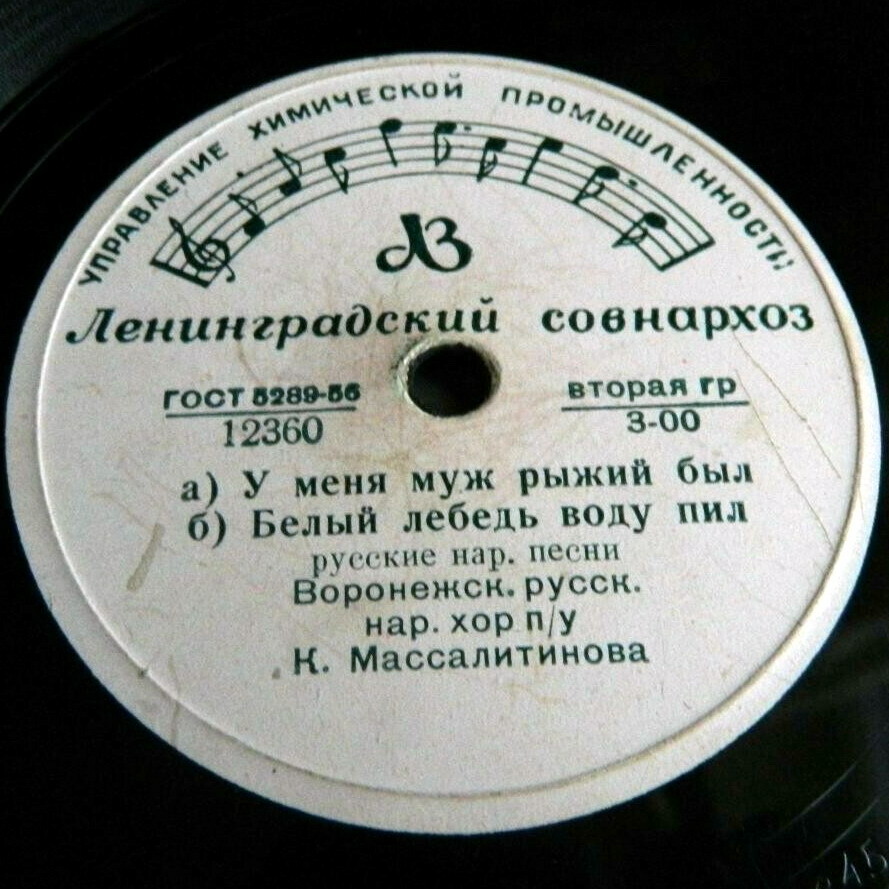 УПРАВЛЕНИЕ ХИМИЧЕСКОЙ ПРОМЫШЛЕННОСТИ
ЛЗ
Ленинградский совнархоз
ГОСТ 5289-56
12360
вторая гр
3-00
а) У меня муж рыжий был
б) Белый лебедь воду пил
русские нар. песни
Воронежск. русск.
нар. хор п/у
К. Массалитинова